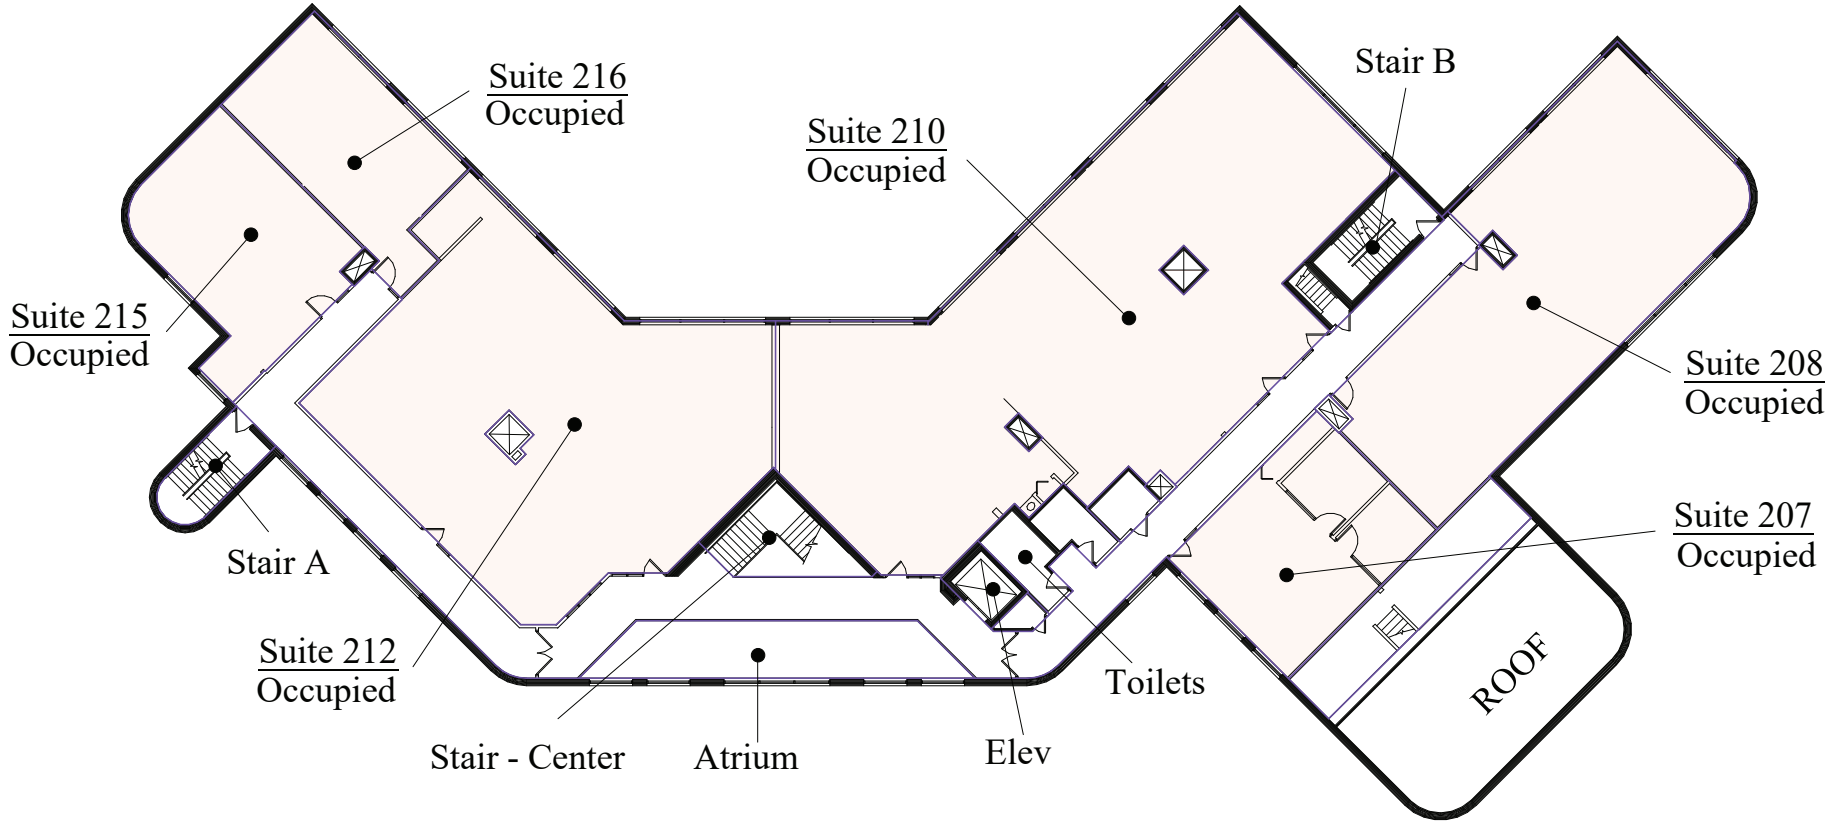 Suite 216
Occupied
Stair B
Suite 210
Occupied
Suite 215
Occupied
Suite 208
Occupied
Suite 207
Occupied
Stair A
Suite 212
Occupied
Toilets
ROOF
Stair - Center
Atrium
Elev